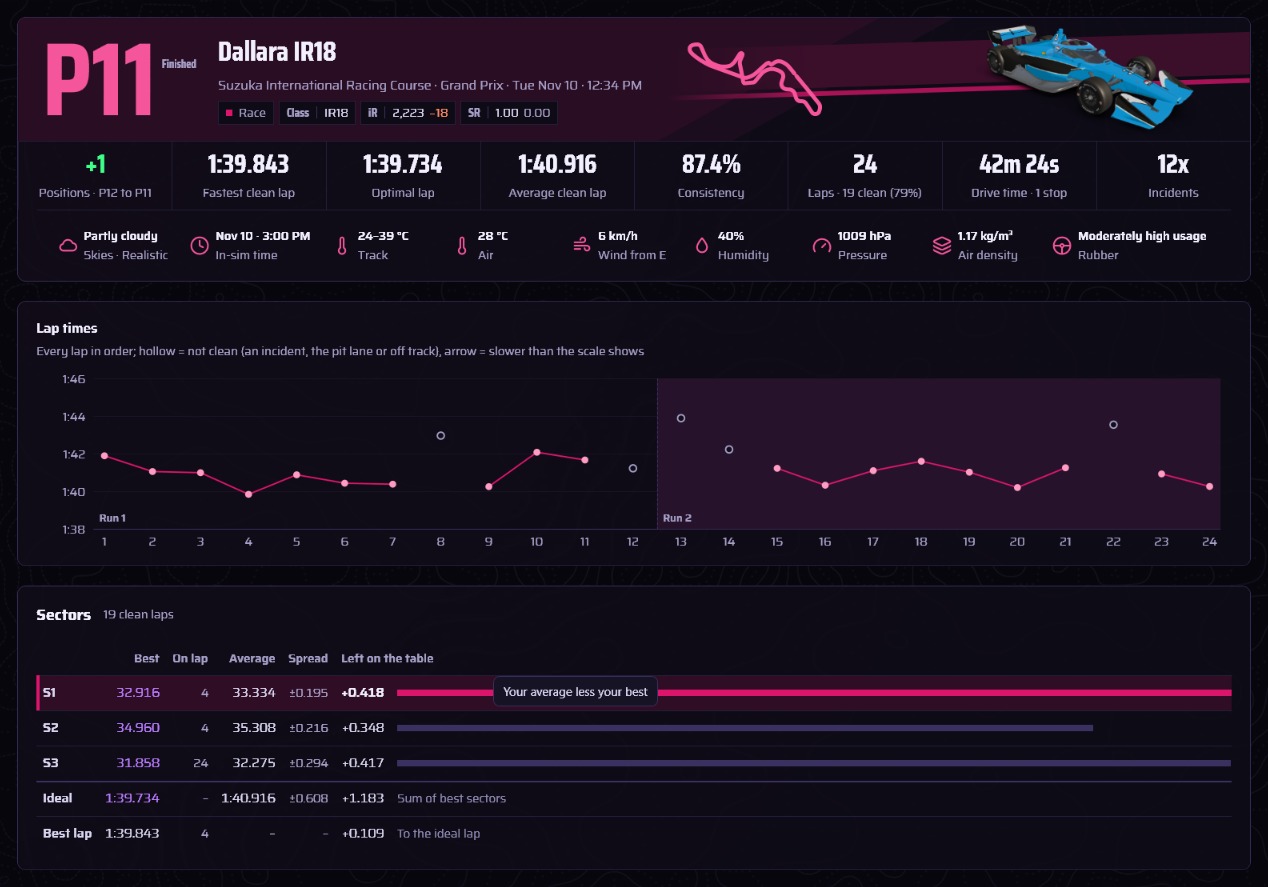 P11 Finished
Dallara IR18
Suzuka International Racing Course · Grand Prix · Tue Nov 10 · 12:34 PM
Race Class IR18 iR 2,223 -18 SR 1.00 0.00
+1 1:39.843 1:39.734 1:40.916 87.4% 24 42m 24s 12x
Positions · P12 to P11 Fastest clean lap Optimal lap Average clean lap Consistency Laps · 19 clean (79%) Drive time · 1 stop Incidents
Partly cloudy Nov 10 · 3:00 PM 24–39 °C 28 °C 6 km/h 40% 1009 hPa 1.17 kg/m³ Moderately high usage
Skies · Realistic In-sim time Track Air Wind from E Humidity Pressure Air density Rubber
Lap times
Every lap in order; hollow = not clean (an incident, the pit lane or off track), arrow = slower than the scale shows
1:46
1:44
1:42
1:40
Run 1 Run 2
1:38
1 2 3 4 5 6 7 8 9 10 11 12 13 14 15 16 17 18 19 20 21 22 23 24
Sectors 19 clean laps
Best On lap Average Spread Left on the table
S1 32.916 4 33.334 ±0.195 +0.418 Your average less your best
S2 34.960 4 35.308 ±0.216 +0.348
S3 31.858 24 32.275 ±0.294 +0.417
Ideal 1:39.734 – 1:40.916 ±0.608 +1.183 Sum of best sectors
Best lap 1:39.843 4 – – +0.109 To the ideal lap